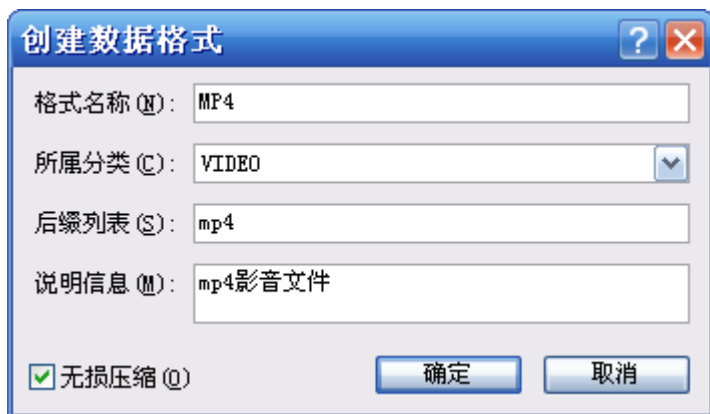 创建数据格式
格式名称(N): MP4
所属分类(C): VIDEO
后缀列表(S): mp4
说明信息(M): mp4影音文件
无损压缩(O) 确定 取消